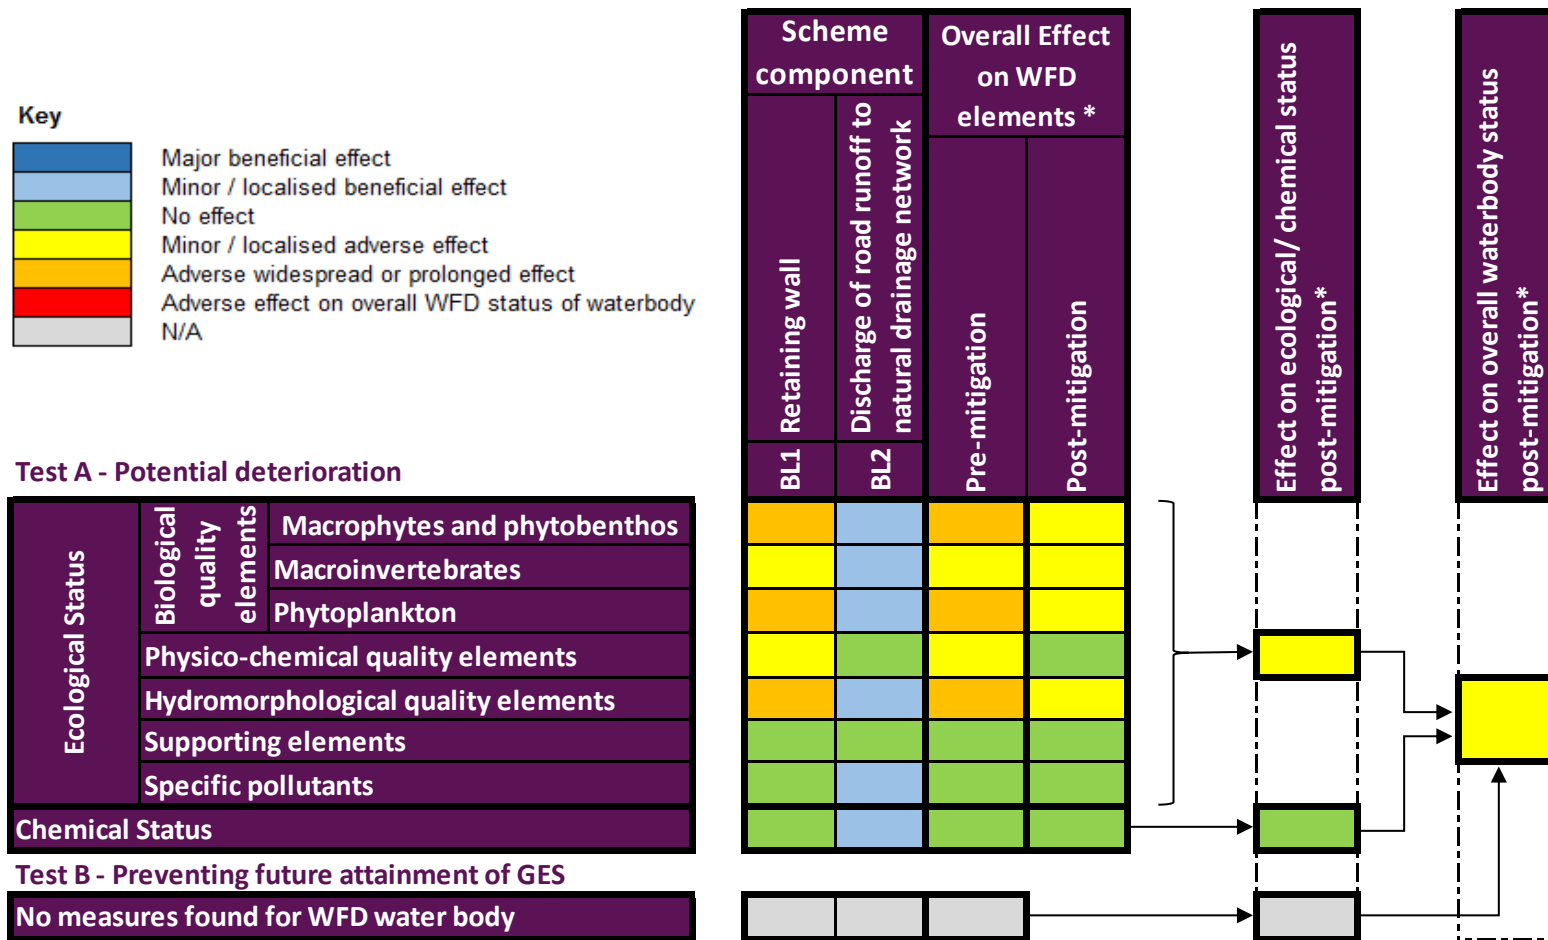 Key
Major beneficial effect
Minor / localised beneficial effect
No effect
Minor / localised adverse effect
Adverse widespread or prolonged effect
Adverse effect on overall WFD status of waterbody
N/A
Scheme
component
Overall Effect
on WFD
elements *
BL1 Retaining wall
BL2 Discharge of road runoff to
natural drainage network
Pre-mitigation
Post-mitigation
Effect on ecological/ chemical status
post-mitigation*
Effect on overall waterbody status
post-mitigation*
Test A - Potential deterioration
Ecological Status
Biological
quality
elements
Macrophytes and phytobenthos
Macroinvertebrates
Phytoplankton
Physico-chemical quality elements
Hydromorphological quality elements
Supporting elements
Specific pollutants
Chemical Status
Test B - Preventing future attainment of GES
No measures found for WFD water body